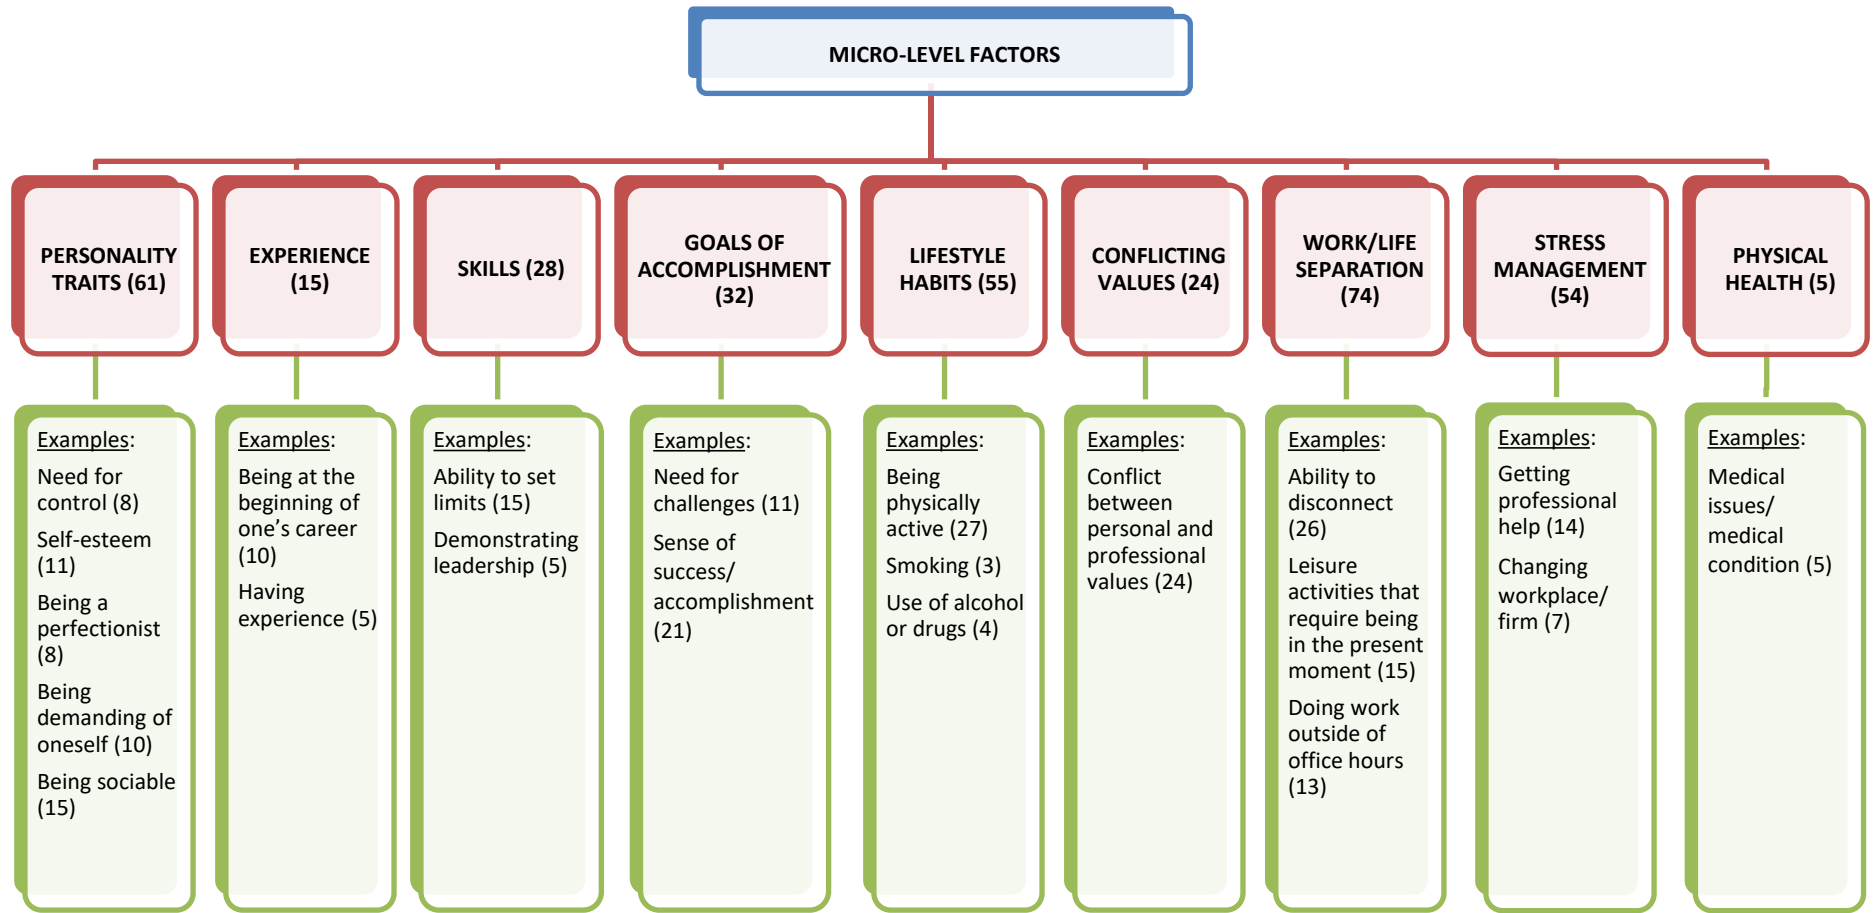 MICRO-LEVEL FACTORS
PERSONALITY
TRAITS (61)
EXPERIENCE
(15)
SKILLS (28)
GOALS OF
ACCOMPLISHMENT
(32)
LIFESTYLE
HABITS (55)
CONFLICTING
VALUES (24)
WORK/LIFE
SEPARATION
(74)
STRESS
MANAGEMENT
(54)
PHYSICAL
HEALTH (5)
Examples:
Need for
control (8)
Self-esteem
(11)
Being a
perfectionist
(8)
Being
demanding of
oneself (10)
Being sociable
(15)
Examples:
Being at the
beginning of
one’s career
(10)
Having
experience (5)
Examples:
Ability to set
limits (15)
Demonstrating
leadership (5)
Examples:
Need for
challenges (11)
Sense of
success/
accomplishment
(21)
Examples:
Being
physically
active (27)
Smoking (3)
Use of alcohol
or drugs (4)
Examples:
Conflict
between
personal and
professional
values (24)
Examples:
Ability to
disconnect
(26)
Leisure
activities that
require being
in the present
moment (15)
Doing work
outside of
office hours
(13)
Examples:
Getting
professional
help (14)
Changing
workplace/
firm (7)
Examples:
Medical
issues/
medical
condition (5)